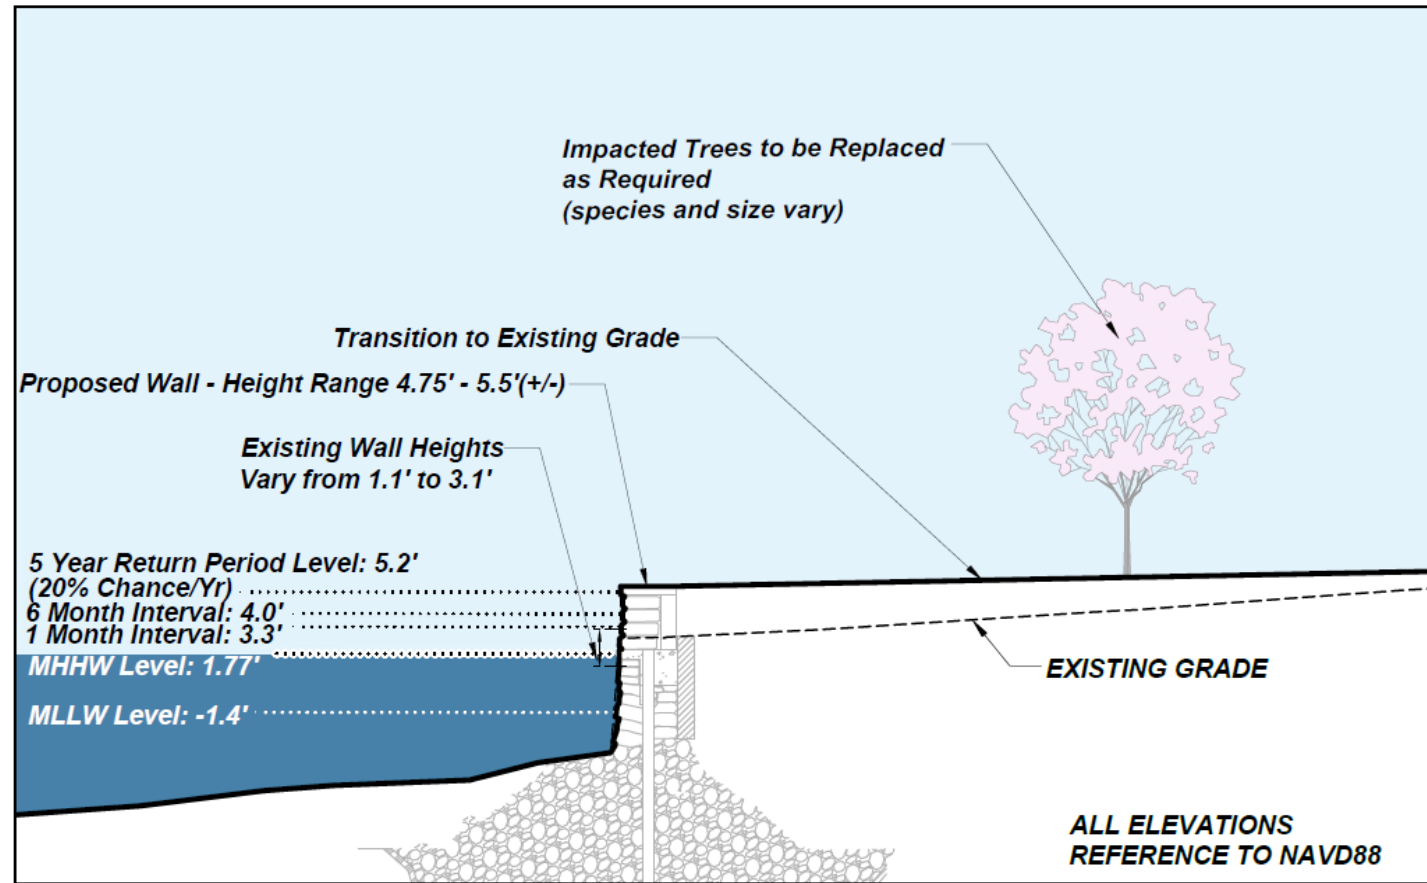 Impacted Trees to be Replaced
as Required
(species and size vary)
Transition to Existing Grade
Proposed Wall - Height Range 4.75' - 5.5'(+/-)
Existing Wall Heights
Vary from 1.1' to 3.1'
5 Year Return Period Level: 5.2'
(20% Chance/Yr)
6 Month Interval: 4.0'
1 Month Interval: 3.3'
MHHW Level: 1.77'
MLLW Level: -1.4'
EXISTING GRADE
ALL ELEVATIONS
REFERENCE TO NAVD88